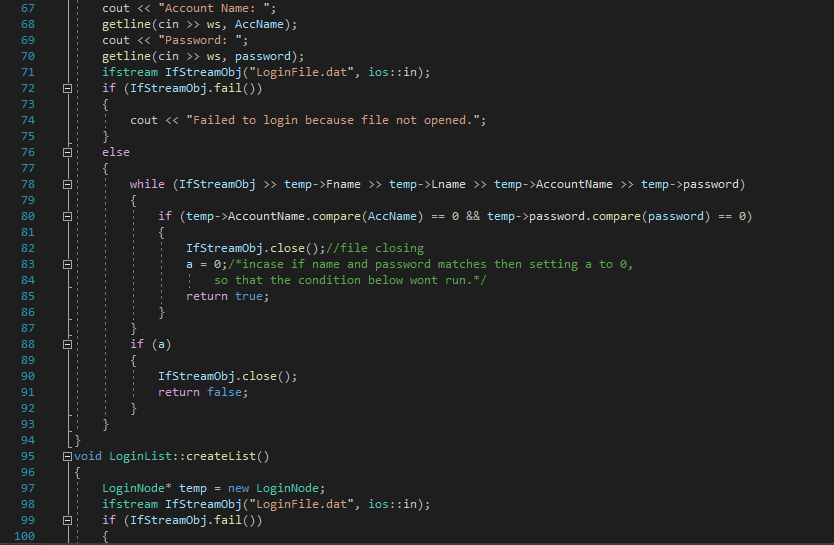 67 cout << "Account Name: ";
68 getline(cin >> ws, AccName);
69 cout << "Password: ";
70 getline(cin >> ws, password);
71 ifstream IfStreamObj("LoginFile.dat", ios::in);
72 if (IfStreamObj.fail())
73 {
74 cout << "Failed to login because file not opened.";
75 }
76 else
77 {
78 while (IfStreamObj >> temp->Fname >> temp->Lname >> temp->AccountName >> temp->password)
79 {
80 if (temp->AccountName.compare(AccName) == 0 && temp->password.compare(password) == 0)
81 {
82 IfStreamObj.close();//file closing
83 a = 0;/*incase if name and password matches then setting a to 0,
84 so that the condition below wont run.*/
85 return true;
86 }
87 }
88 if (a)
89 {
90 IfStreamObj.close();
91 return false;
92 }
93 }
94 }
95 void LoginList::createList()
96 {
97 LoginNode* temp = new LoginNode;
98 ifstream IfStreamObj("LoginFile.dat", ios::in);
99 if (IfStreamObj.fail())
100 {